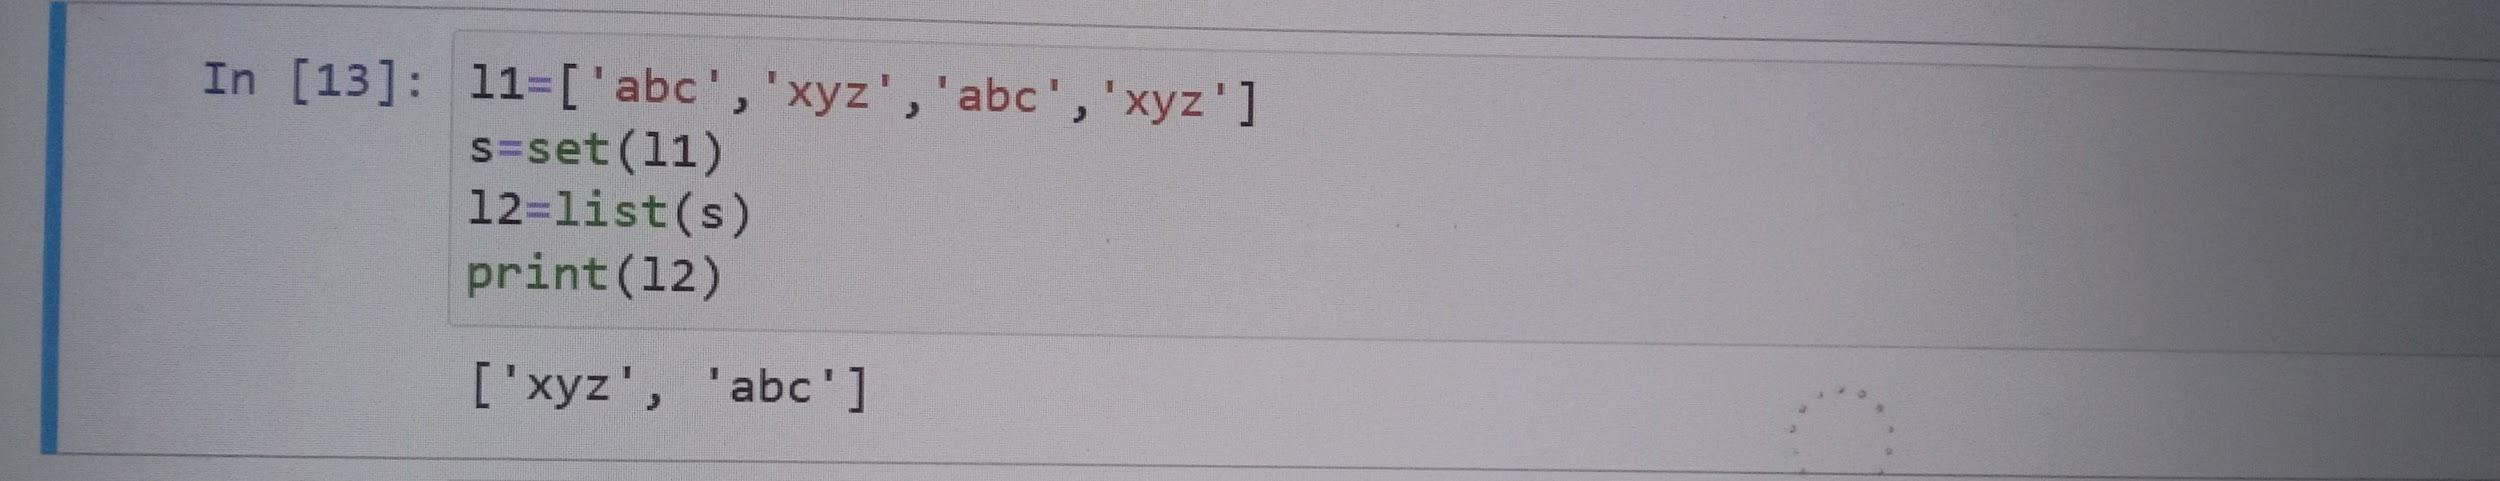 In [13]: l1=['abc','xyz','abc','xyz']
s=set(l1)
l2=list(s)
print(l2)
['xyz', 'abc']